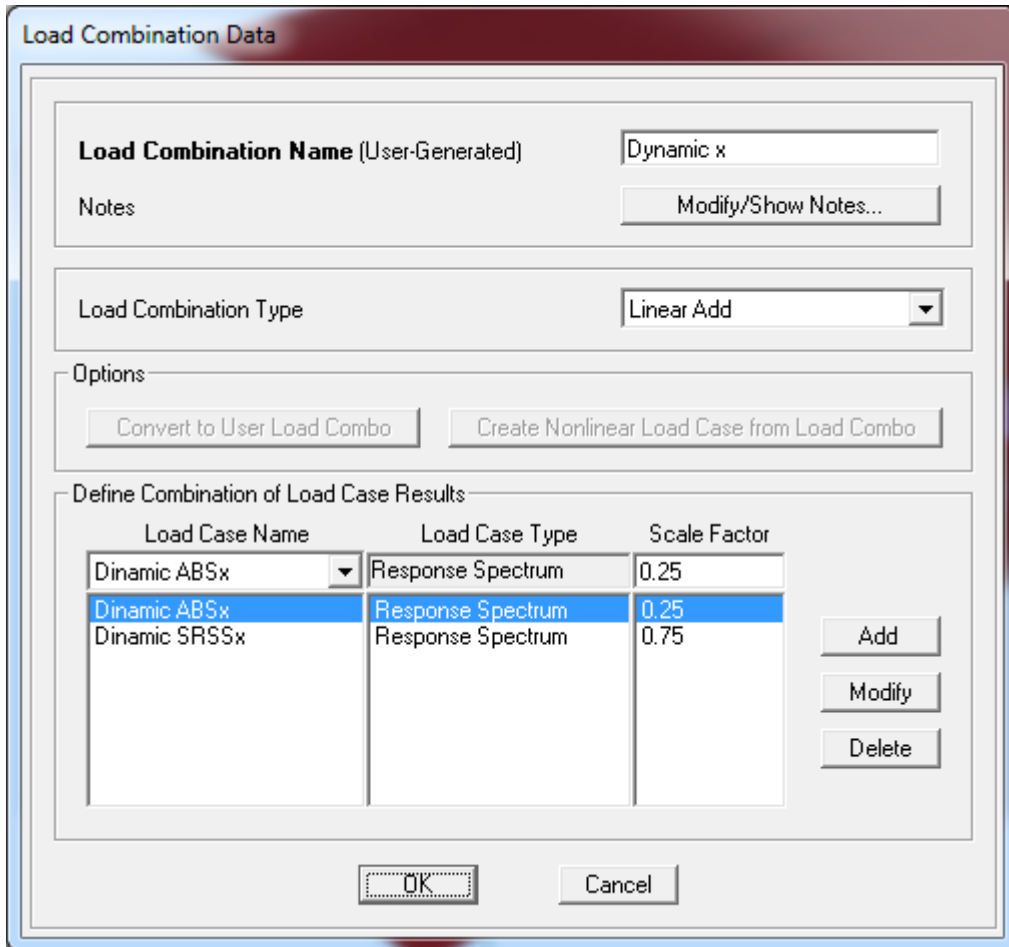 Load Combination Data
Load Combination Name (User-Generated) Dynamic x
Notes Modify/Show Notes...
Load Combination Type Linear Add
Options
Convert to User Load Combo Create Nonlinear Load Case from Load Combo
Define Combination of Load Case Results
Load Case Name Load Case Type Scale Factor
Dinamic ABSx Response Spectrum 0.25
Dinamic ABSx Response Spectrum 0.25
Dinamic SRSSx Response Spectrum 0.75
Add
Modify
Delete
OK Cancel